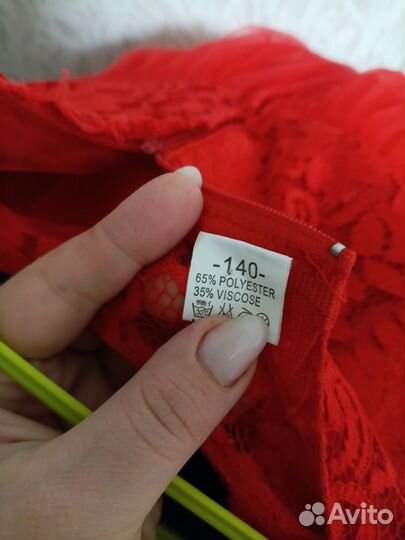 -140-
65% POLYESTER
35% VISCOSE
Avito